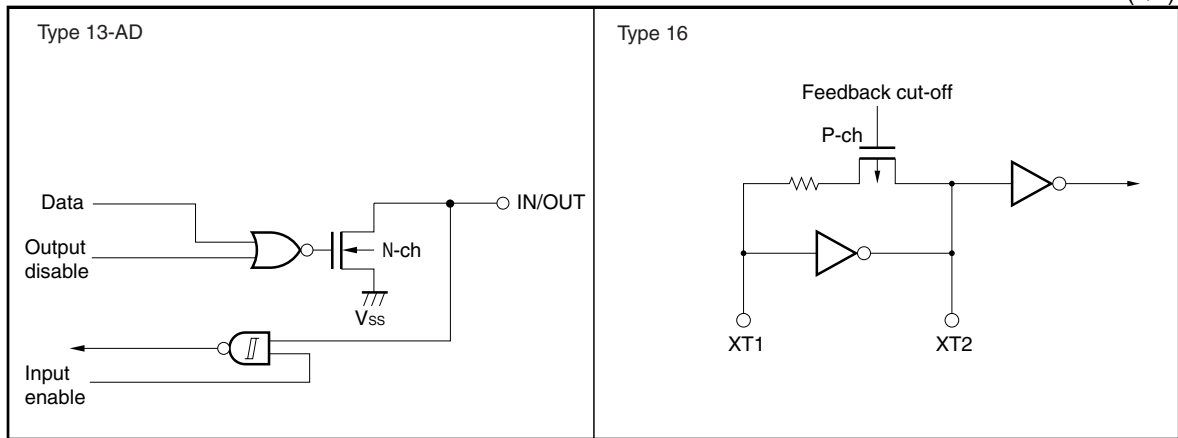 Type 13-AD
Data
Output
disable
N-ch
IN/OUT
Vss
Input
enable
Type 16
Feedback cut-off
P-ch
XT1
XT2